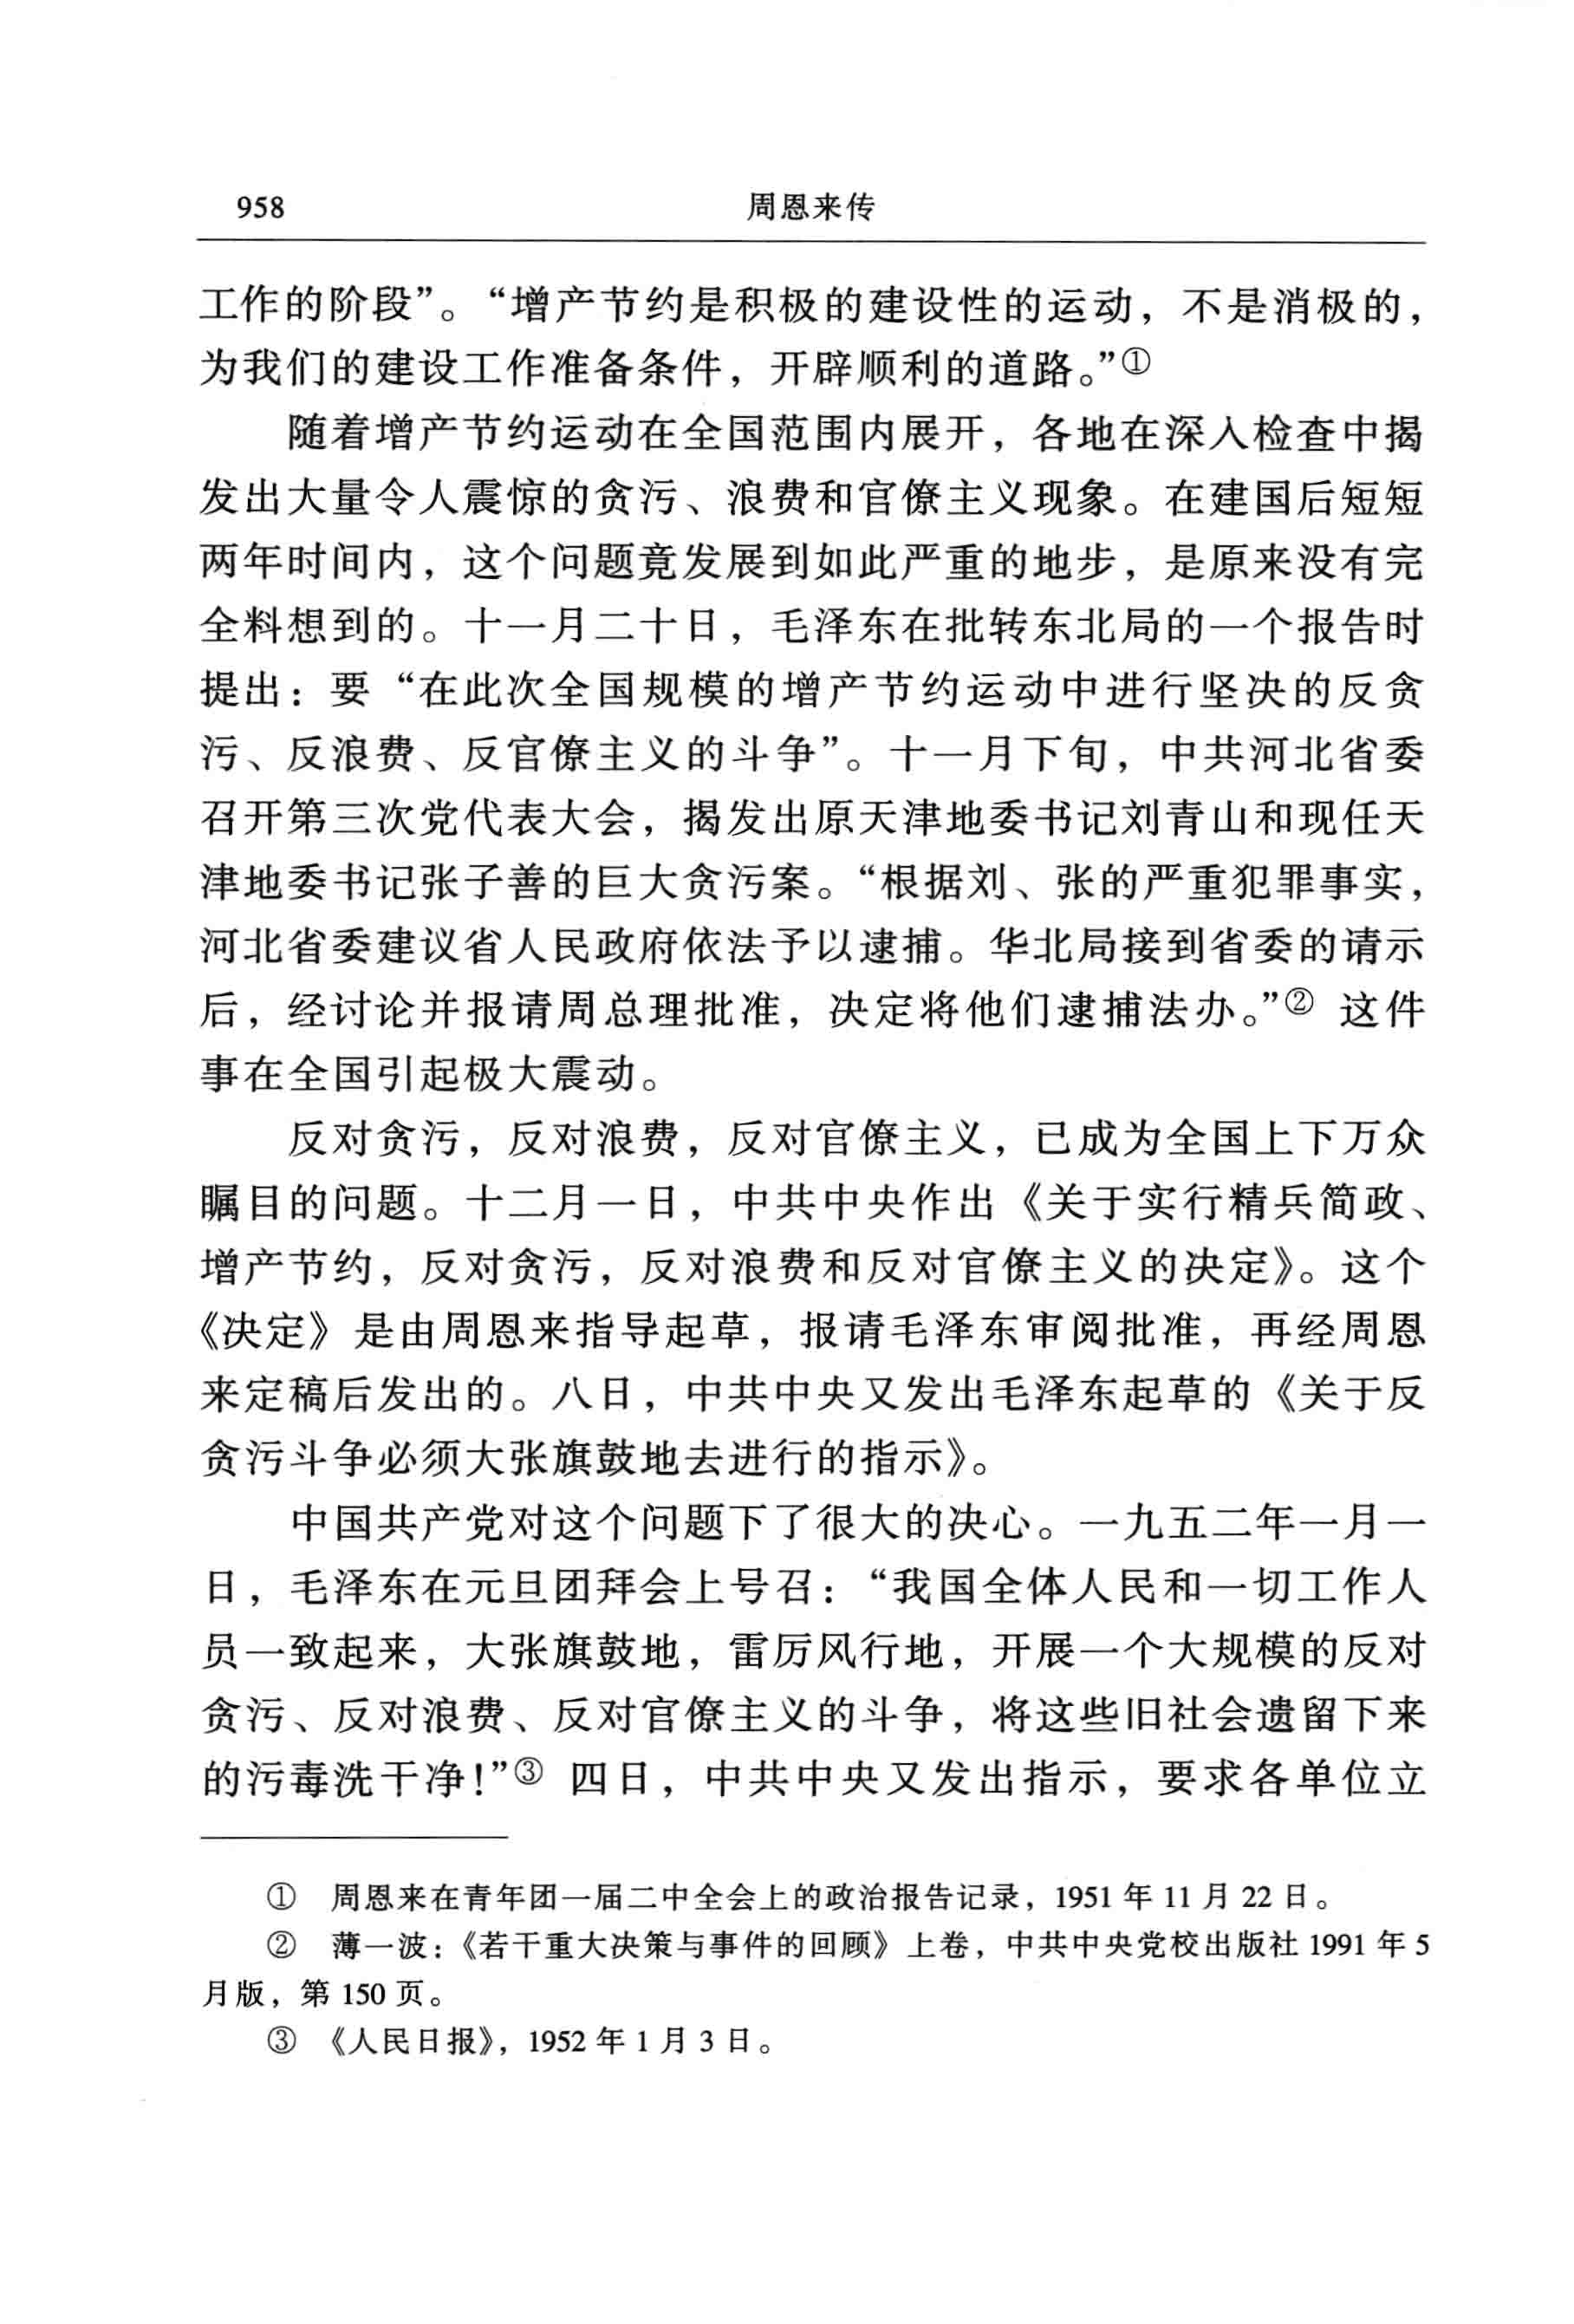 958
周恩来传
工作的阶段”。“增产节约是积极的建设性的运动，不是消极的，
为我们的建设工作准备条件，开辟顺利的道路。”①
随着增产节约运动在全国范围内展开，各地在深入检查中揭
发出大量令人震惊的贪污、浪费和官僚主义现象。在建国后短短
两年时间内，这个问题竟发展到如此严重的地步，是原来没有完
全料想到的。十一月二十日，毛泽东在批转东北局的一个报告时
提出：要“在此次全国规模的增产节约运动中进行坚决的反贪
污、反浪费、反官僚主义的斗争”。十一月下旬，中共河北省委
召开第三次党代表大会，揭发出原天津地委书记刘青山和现任天
津地委书记张子善的巨大贪污案。“根据刘、张的严重犯罪事实，
河北省委建议省人民政府依法予以逮捕。华北局接到省委的请示
后，经讨论并报请周总理批准，决定将他们逮捕法办。”② 这件
事在全国引起极大震动。
反对贪污，反对浪费，反对官僚主义，已成为全国上下万众
瞩目的问题。十二月一日，中共中央作出《关于实行精兵简政、
增产节约，反对贪污，反对浪费和反对官僚主义的决定》。这个
《决定》是由周恩来指导起草，报请毛泽东审阅批准，再经周恩
来定稿后发出的。八日，中共中央又发出毛泽东起草的《关于反
贪污斗争必须大张旗鼓地去进行的指示》。
中国共产党对这个问题下了很大的决心。一九五二年一月一
日，毛泽东在元旦团拜会上号召：“我国全体人民和一切工作人
员一致起来，大张旗鼓地，雷厉风行地，开展一个大规模的反对
贪污、反对浪费、反对官僚主义的斗争，将这些旧社会遗留下来
的污毒洗干净！”③ 四日，中共中央又发出指示，要求各单位立
① 周恩来在青年团一届二中全会上的政治报告记录，1951 年 11 月 22 日。
② 薄一波：《若干重大决策与事件的回顾》上卷，中共中央党校出版社 1991 年 5
月版，第 150 页。
③ 《人民日报》，1952 年 1 月 3 日。